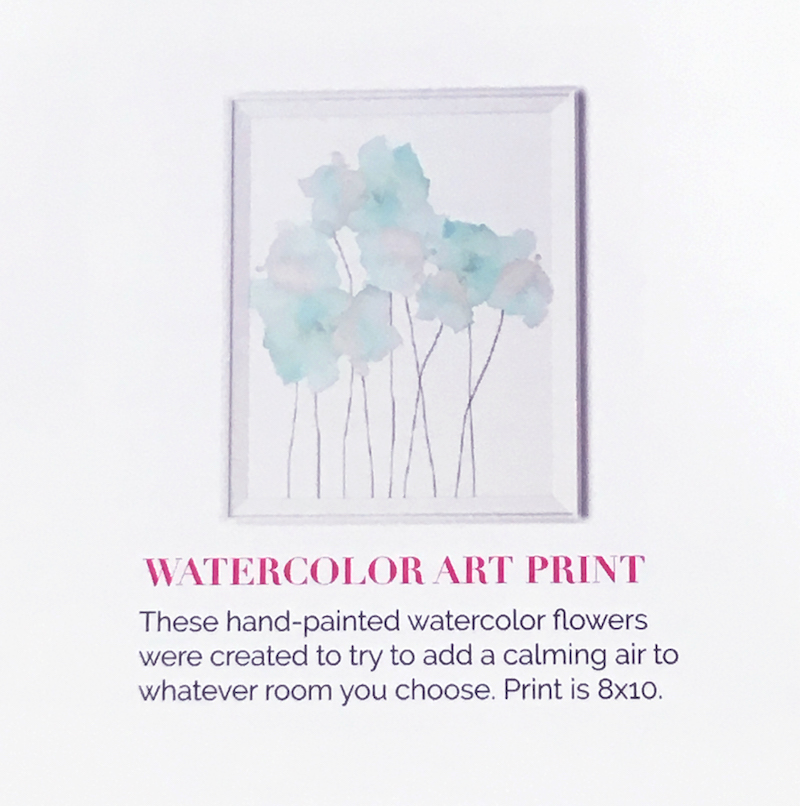 WATERCOLOR ART PRINT
These hand-painted watercolor flowers
were created to try to add a calming air to
whatever room you choose. Print is 8x10.